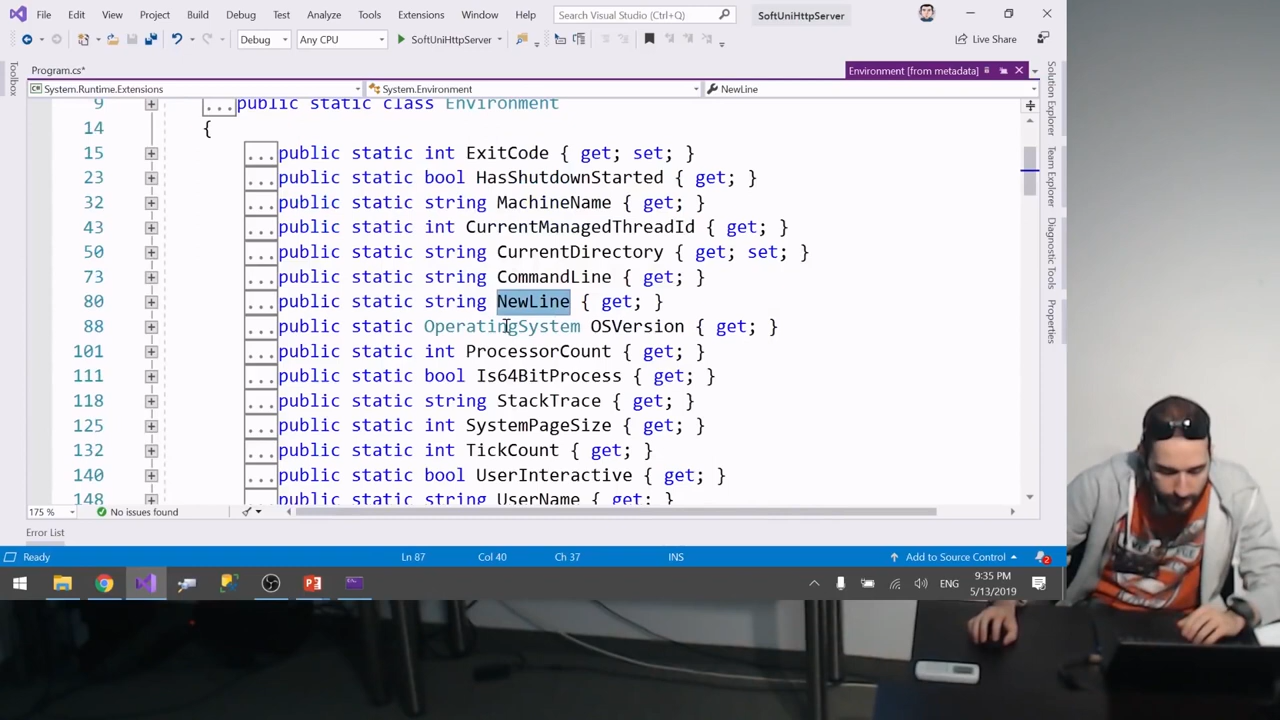 File Edit View Project Build Debug Test Analyze Tools Extensions Window Help Search Visual Studio SoftUniHttpServer
Debug Any CPU SoftUniHttpServer Live Share
Program.cs* Environment [from metadata]
System.Runtime.Extensions System.Environment NewLine
9 ...public static class Environment
14 {
15 ...public static int ExitCode { get; set; }
23 ...public static bool HasShutdownStarted { get; }
32 ...public static string MachineName { get; }
43 ...public static int CurrentManagedThreadId { get; }
50 ...public static string CurrentDirectory { get; set; }
73 ...public static string CommandLine { get; }
80 ...public static string NewLine { get; }
88 ...public static OperatingSystem OSVersion { get; }
101 ...public static int ProcessorCount { get; }
111 ...public static bool Is64BitProcess { get; }
118 ...public static string StackTrace { get; }
125 ...public static int SystemPageSize { get; }
132 ...public static int TickCount { get; }
140 ...public static bool UserInteractive { get; }
148 ...public static string UserName { get; }
Toolbox
Solution Explorer
Team Explorer
Diagnostic Tools
Properties
175 % No issues found
Error List
Ready Ln 87 Col 40 Ch 37 INS Add to Source Control 2
ENG 9:35 PM
5/13/2019